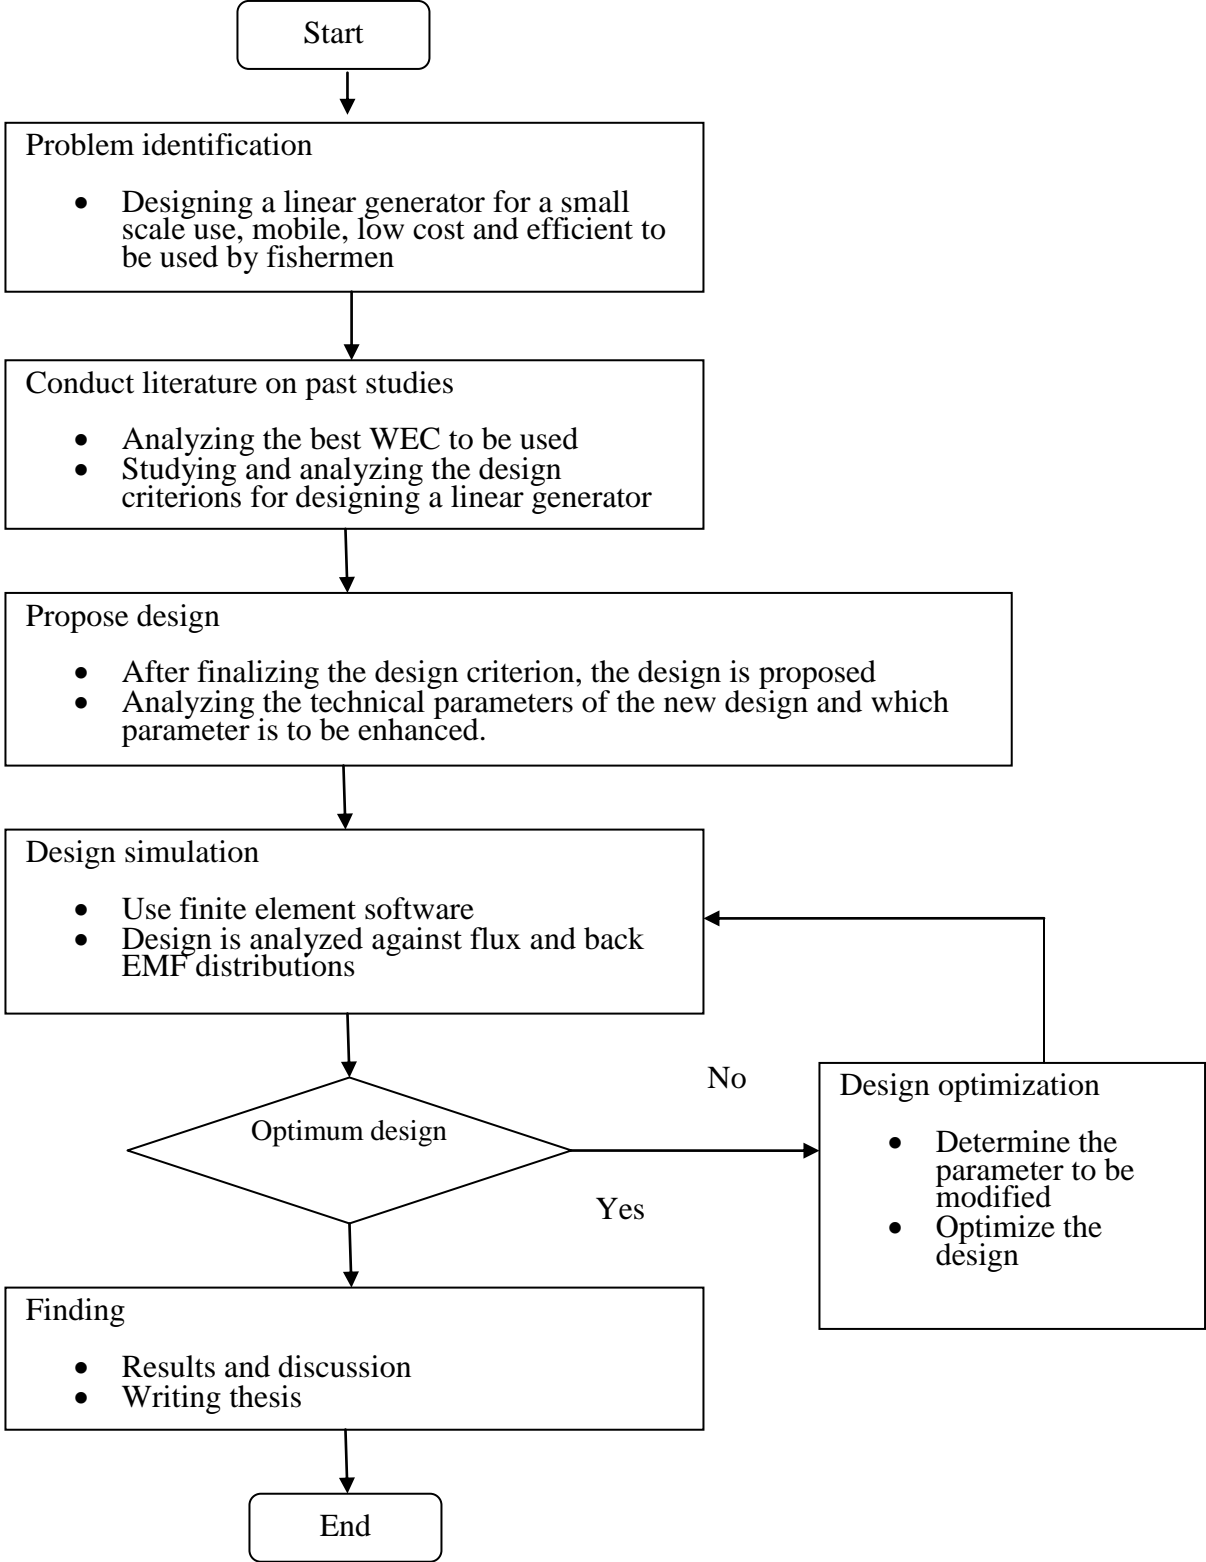 Start
Problem identification
• Designing a linear generator for a small
scale use, mobile, low cost and efficient to
be used by fishermen
Conduct literature on past studies
• Analyzing the best WEC to be used
• Studying and analyzing the design
criterions for designing a linear generator
Propose design
• After finalizing the design criterion, the design is proposed
• Analyzing the technical parameters of the new design and which
parameter is to be enhanced.
Design simulation
• Use finite element software
• Design is analyzed against flux and back
EMF distributions
Optimum design
No
Yes
Design optimization
• Determine the
parameter to be
modified
• Optimize the
design
Finding
• Results and discussion
• Writing thesis
End